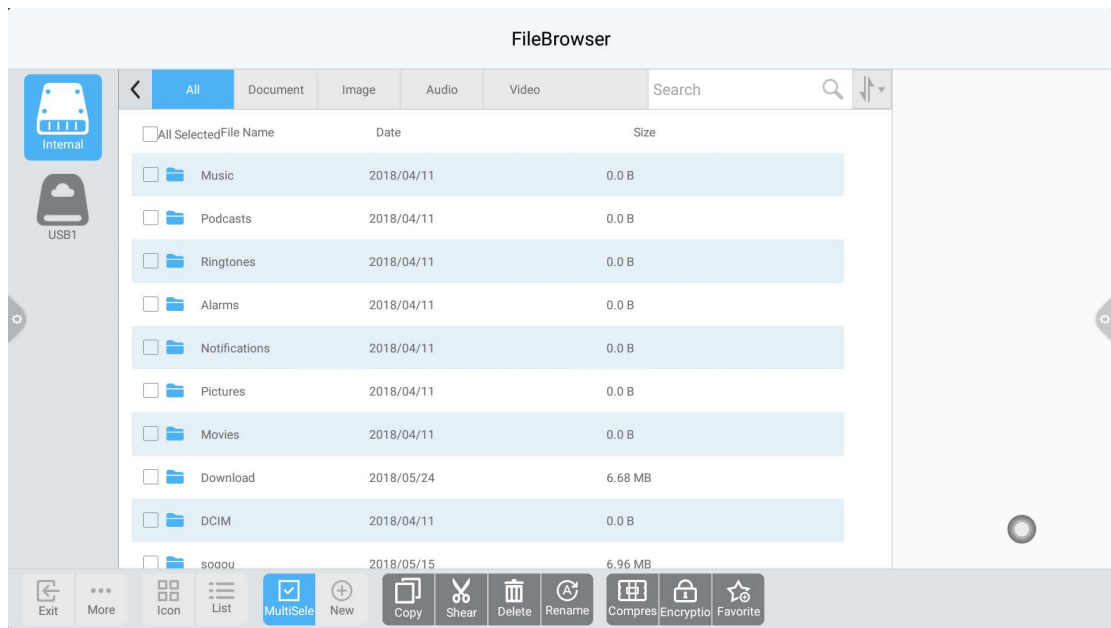 FileBrowser
Internal
USB1
All Document Image Audio Video Search
All Selected File Name Date Size
Music 2018/04/11 0.0 B
Podcasts 2018/04/11 0.0 B
Ringtones 2018/04/11 0.0 B
Alarms 2018/04/11 0.0 B
Notifications 2018/04/11 0.0 B
Pictures 2018/04/11 0.0 B
Movies 2018/04/11 0.0 B
Download 2018/05/24 6.68 MB
DCIM 2018/04/11 0.0 B
sogou 2018/05/15 6.96 MB
Exit More Icon List MultiSele New Copy Shear Delete Rename Compres Encryptio Favorite